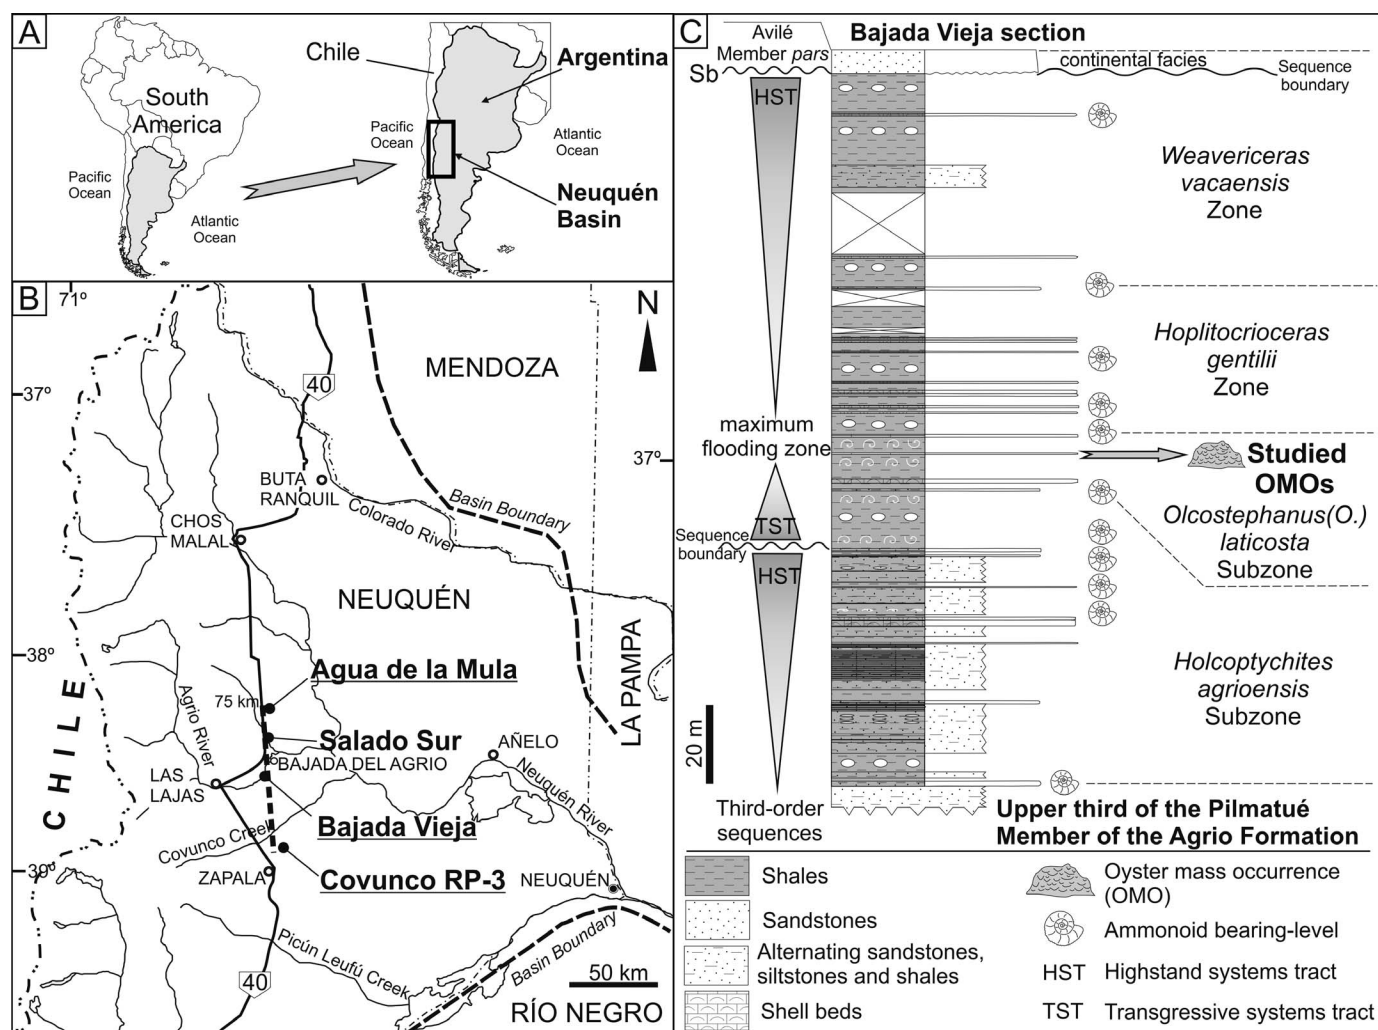 A
South
America
Pacific
Ocean
Atlantic
Ocean
Chile
Argentina
Pacific
Ocean
Atlantic
Ocean
Neuquén
Basin
B
71º
N
MENDOZA
40
37º
37º
BUTA
RANQUIL
Colorado River
Basin Boundary
CHOS
MALAL
NEUQUÉN
38º
LA PAMPA
CHILE
Agua de la Mula
75 km
Agrio River
Salado Sur
BAJADA DEL AGRIO
AÑELO
LAS
LAJAS
Neuquén River
Bajada Vieja
Covunco Creek
39º
Covunco RP-3
ZAPALA
NEUQUÉN
Picún Leufú Creek
Basin Boundary
40
50 km
RÍO NEGRO
C
Avilé
Member pars
Bajada Vieja section
Sb
continental facies
Sequence
boundary
HST
Weavericeras
vacaensis
Zone
Hoplitocrioceras
gentilii
Zone
maximum
flooding zone
Studied
OMOs
TST
Olcostephanus(O.)
laticosta
Subzone
Sequence
boundary
HST
Holcoptychites
agrioensis
Subzone
20 m
Third-order
sequences
Upper third of the Pilmatué
Member of the Agrio Formation
Shales
Sandstones
Alternating sandstones,
siltstones and shales
Shell beds
Oyster mass occurrence
(OMO)
Ammonoid bearing-level
HST Highstand systems tract
TST Transgressive systems tract